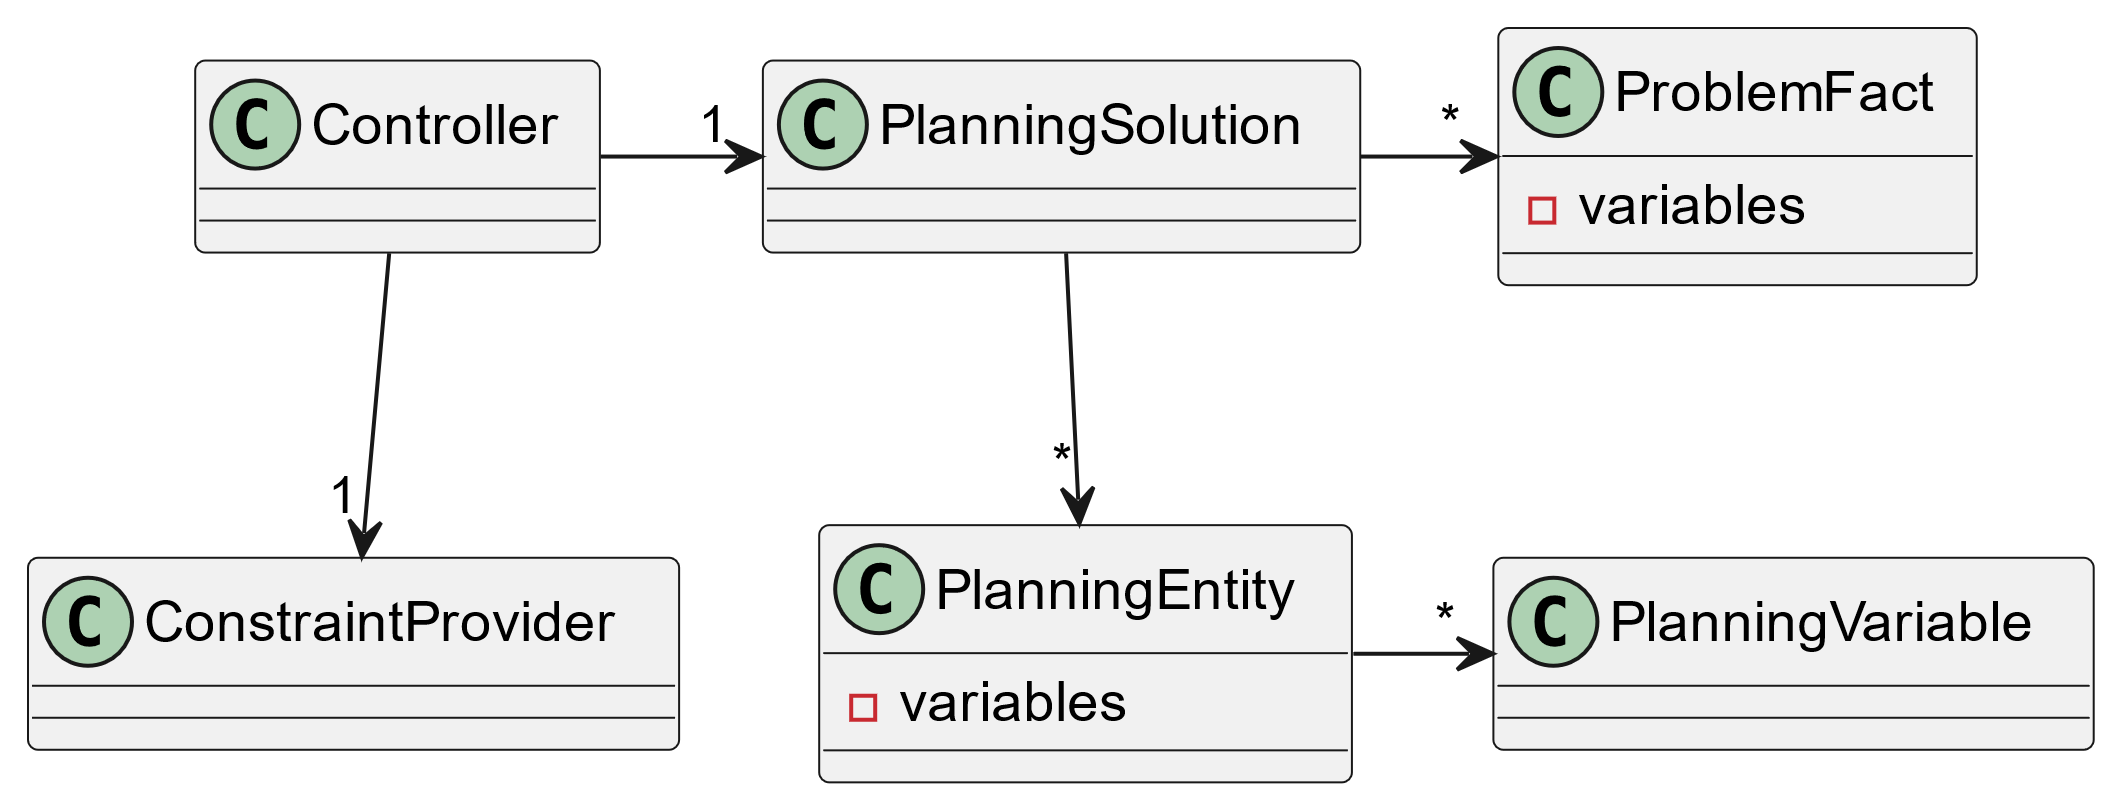 C Controller
1
C PlanningSolution
*
C ProblemFact
variables
1
C ConstraintProvider
*
C PlanningEntity
variables
*
C PlanningVariable